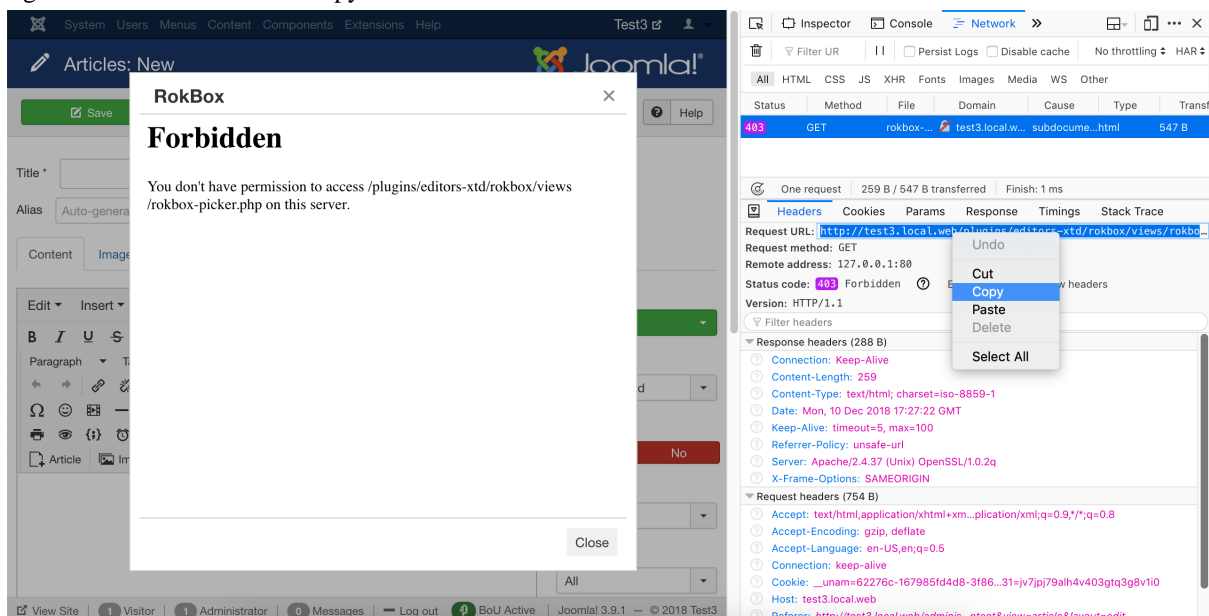 System Users Menus Content Components Extensions Help Test3
Articles: New Joomla!®
Save Help
RokBox ×
Forbidden
You don't have permission to access /plugins/editors-xtd/rokbox/views
/rokbox-picker.php on this server.
Close
Title *
Alias Auto-genera
Content Image
Edit Insert
B I U S
Paragraph
Article Im
No
All
View Site 1 Visitor 1 Administrator 0 Messages Log out 0 BoU Active Joomla! 3.9.1 — © 2018 Test3
Inspector Console Network
Filter UR Persist Logs Disable cache No throttling HAR
All HTML CSS JS XHR Fonts Images Media WS Other
Status Method File Domain Cause Type Transf
403 GET rokbox-... test3.local.w... subdocume...html 547 B
One request 259 B / 547 B transferred Finish: 1 ms
Headers Cookies Params Response Timings Stack Trace
Request URL: http://test3.local.web/plugins/editors-xtd/rokbox/views/rokbo...
Request method: GET
Remote address: 127.0.0.1:80
Status code: 403 Forbidden w headers
Version: HTTP/1.1
Undo
Cut
Copy
Paste
Delete
Select All
Filter headers
Response headers (288 B)
Connection: Keep-Alive
Content-Length: 259
Content-Type: text/html; charset=iso-8859-1
Date: Mon, 10 Dec 2018 17:27:22 GMT
Keep-Alive: timeout=5, max=100
Referrer-Policy: unsafe-url
Server: Apache/2.4.37 (Unix) OpenSSL/1.0.2q
X-Frame-Options: SAMEORIGIN
Request headers (754 B)
Accept: text/html,application/xhtml+xm...plication/xml;q=0.9,*/*;q=0.8
Accept-Encoding: gzip, deflate
Accept-Language: en-US,en;q=0.5
Connection: keep-alive
Cookie: __unam=62276c-167985fd4d8-3f86...31=jv7jpj79alh4v403gtq3g8v1i0
Host: test3.local.web